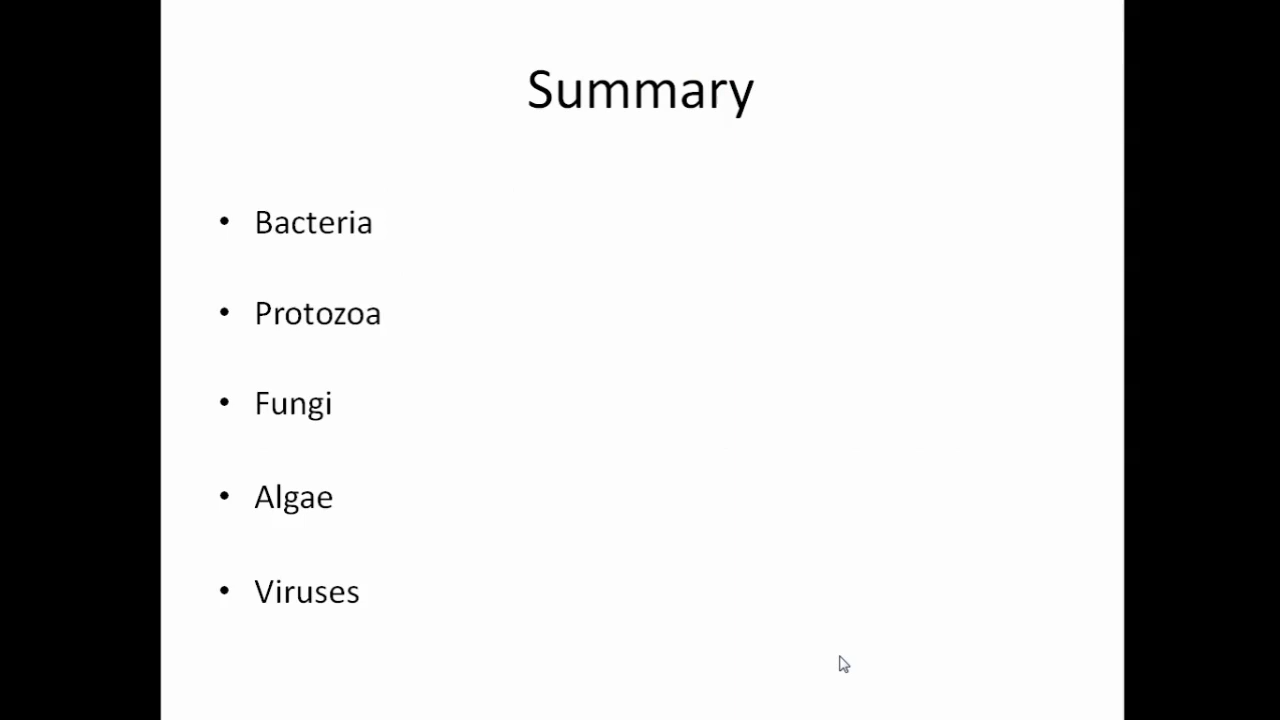 Summary
• Bacteria
• Protozoa
• Fungi
• Algae
• Viruses